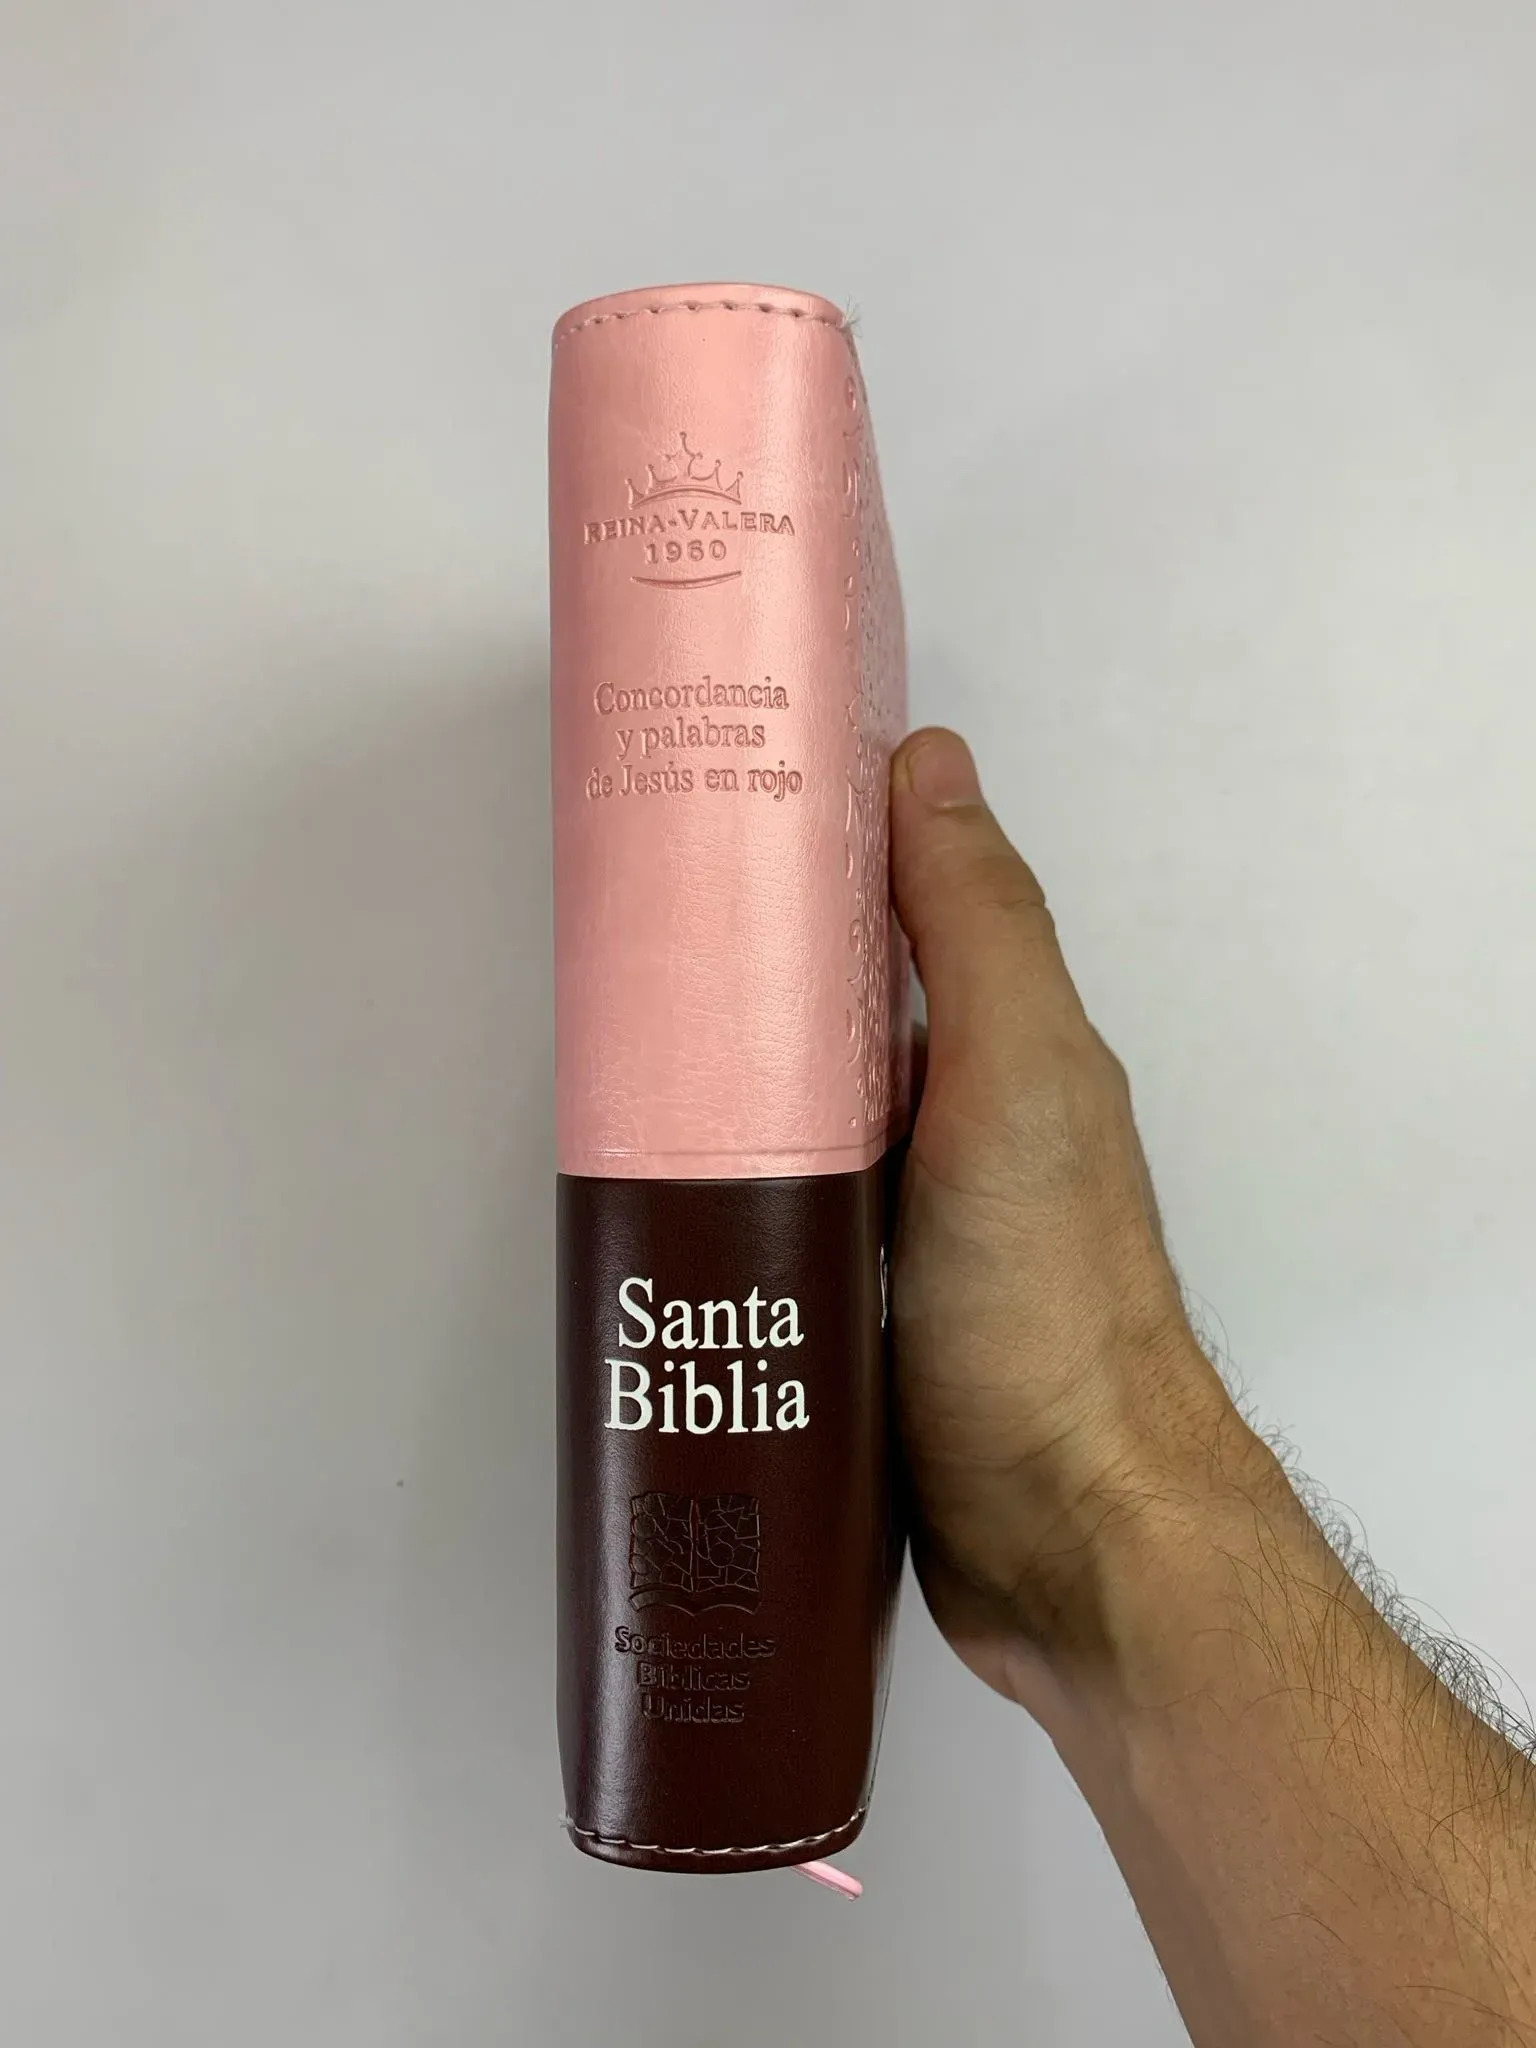 REINA-VALERA
1960
Concordancia
y palabras
de Jesús en rojo
Santa
Biblia
Sociedades
Bíblicas
Unidas